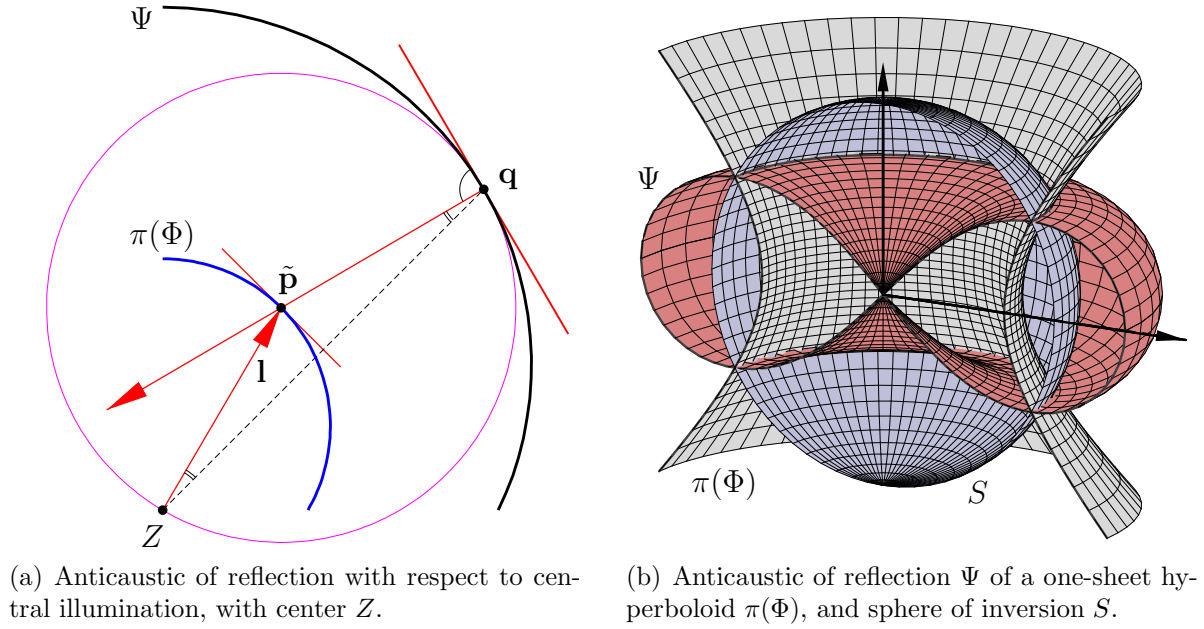 Ψ
q
π(Φ)
p̃
l
Z
Ψ
π(Φ)
S
(a) Anticaustic of reflection with respect to cen-
tral illumination, with center Z.
(b) Anticaustic of reflection Ψ of a one-sheet hy-
perboloid π(Φ), and sphere of inversion S.